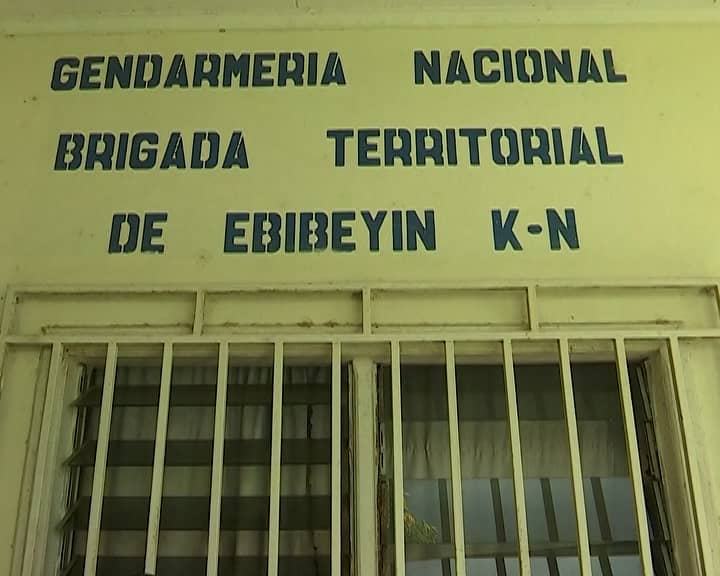 GENDARMERIA NACIONAL
BRIGADA TERRITORIAL
DE EBIBEYIN K-N